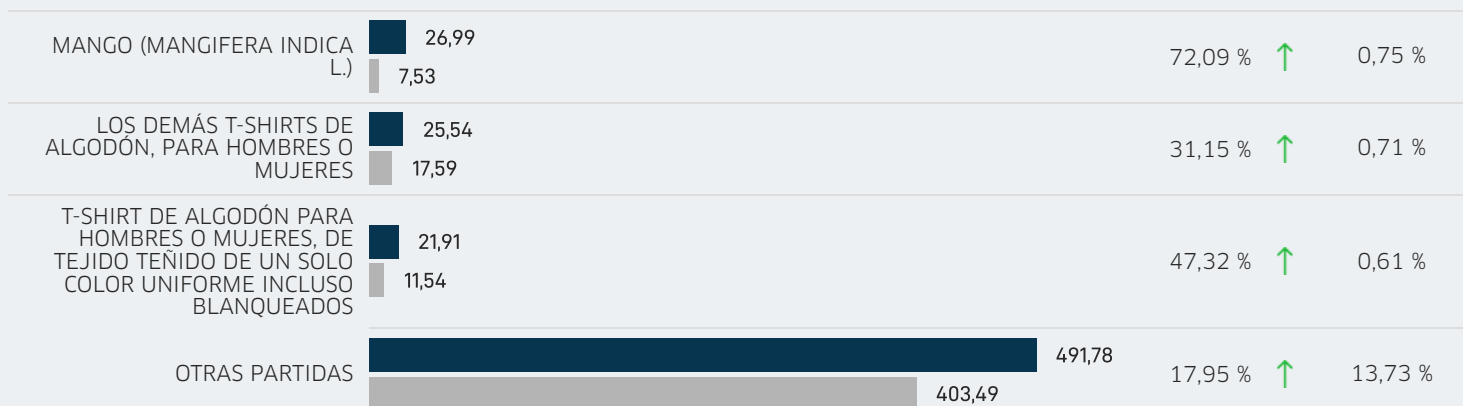 MANGO (MANGIFERA INDICA
L.)
26,99
7,53
72,09 %
↑
0,75 %
LOS DEMÁS T-SHIRTS DE
ALGODÓN, PARA HOMBRES O
MUJERES
25,54
17,59
31,15 %
↑
0,71 %
T-SHIRT DE ALGODÓN PARA
HOMBRES O MUJERES, DE
TEJIDO TEÑIDO DE UN SOLO
COLOR UNIFORME INCLUSO
BLANQUEADOS
21,91
11,54
47,32 %
↑
0,61 %
OTRAS PARTIDAS
491,78
403,49
17,95 %
↑
13,73 %